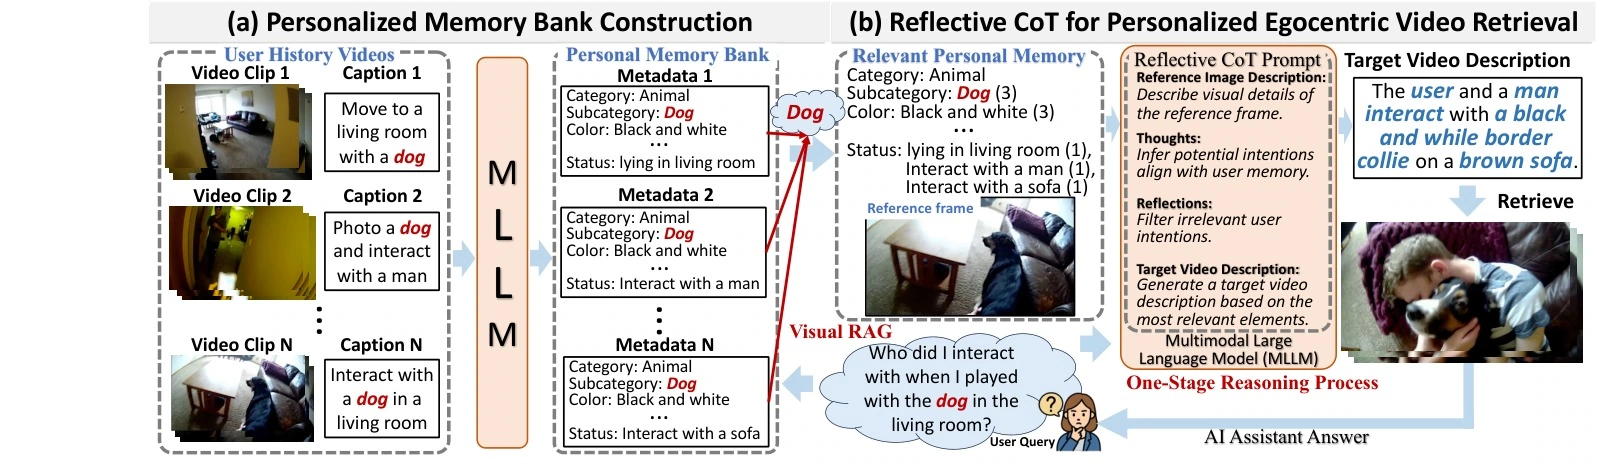 (a) Personalized Memory Bank Construction
User History Videos
Video Clip 1
Caption 1
Move to a
living room
with a dog
Video Clip 2
Caption 2
Photo a dog
and interact
with a man
Video Clip N
Caption N
Interact with
a dog in a
living room
M
L
L
M
Personal Memory Bank
Metadata 1
Category: Animal
Subcategory: Dog
Color: Black and white
...
Status: lying in living room
Metadata 2
Category: Animal
Subcategory: Dog
Color: Black and white
...
Status: Interact with a man
Metadata N
Category: Animal
Subcategory: Dog
Color: Black and white
...
Status: Interact with a sofa
Dog
Visual RAG
(b) Reflective CoT for Personalized Egocentric Video Retrieval
Relevant Personal Memory
Category: Animal
Subcategory: Dog (3)
Color: Black and white (3)
...
Status: lying in living room (1),
Interact with a man (1),
Interact with a sofa (1)
Reference frame
Who did I interact
with when I played
with the dog in the
living room?
User Query
?
Reflective CoT Prompt
Reference Image Description:
Describe visual details of
the reference frame.
Thoughts:
Infer potential intentions
align with user memory.
Reflections:
Filter irrelevant user
intentions.
Target Video Description:
Generate a target video
description based on the
most relevant elements.
Multimodal Large
Language Model (MLLM)
One-Stage Reasoning Process
Target Video Description
The user and a man
interact with a black
and while border
collie on a brown sofa.
Retrieve
AI Assistant Answer